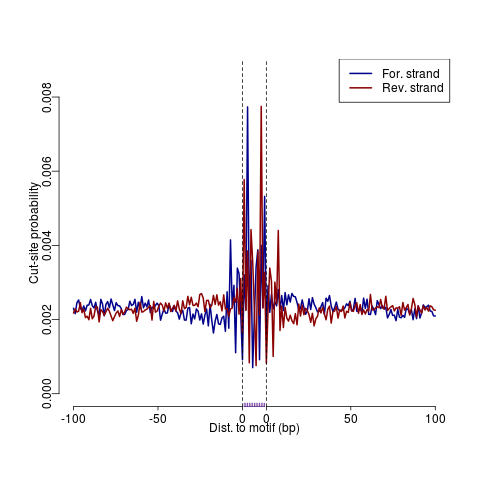 For. strand
Rev. strand
Cut-site probability
0.008
0.006
0.004
0.002
0.000
-100 -50 0 0 50 100
Dist. to motif (bp)